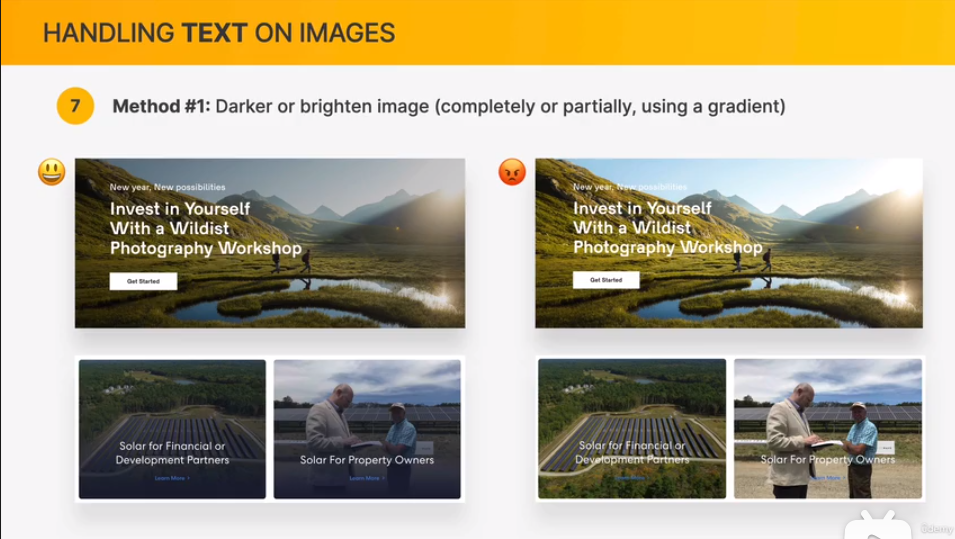 HANDLING TEXT ON IMAGES
7
Method #1: Darker or brighten image (completely or partially, using a gradient)
New year, New possibilities
Invest in Yourself
With a Wildist
Photography Workshop
Get Started
New year, New possibilities
Invest in Yourself
With a Wildist
Photography Workshop
Get Started
Solar for Financial or
Development Partners
Learn More >
Solar For Property Owners
Learn More >
Solar for Financial or
Development Partners
Learn More >
Solar For Property Owners
Learn More >
Udemy